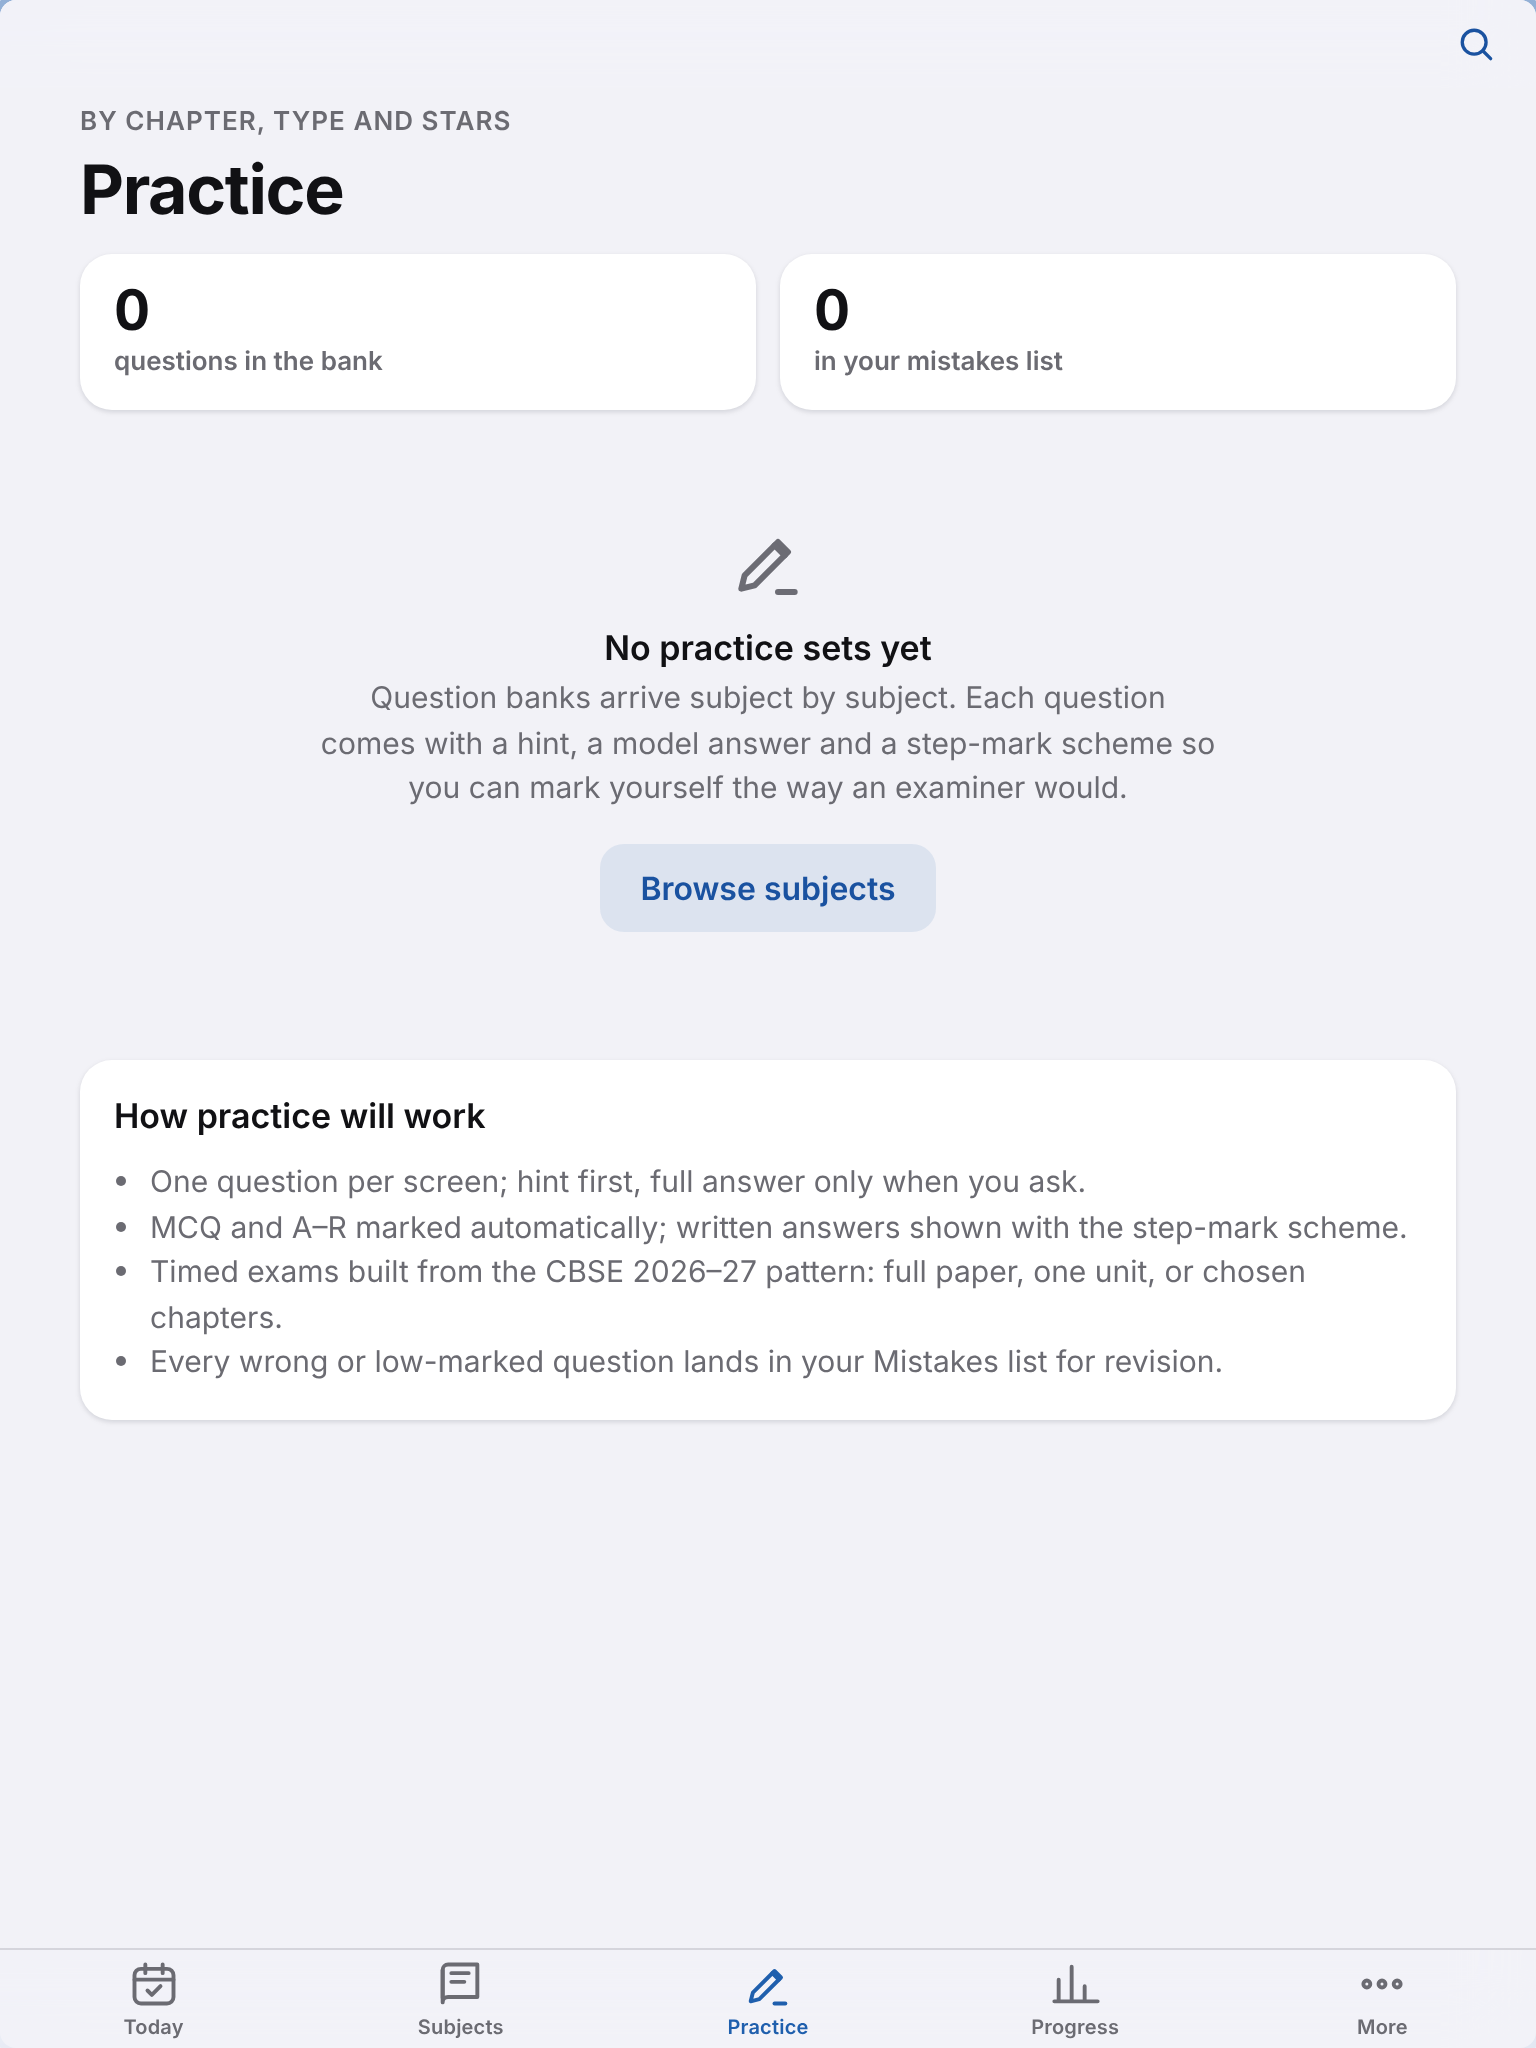 BY CHAPTER, TYPE AND STARS
Practice
0
questions in the bank
0
in your mistakes list
No practice sets yet
Question banks arrive subject by subject. Each question
comes with a hint, a model answer and a step-mark scheme so
you can mark yourself the way an examiner would.
Browse subjects
How practice will work
• One question per screen; hint first, full answer only when you ask.
• MCQ and A–R marked automatically; written answers shown with the step-mark scheme.
• Timed exams built from the CBSE 2026–27 pattern: full paper, one unit, or chosen
chapters.
• Every wrong or low-marked question lands in your Mistakes list for revision.
Today
Subjects
Practice
Progress
More